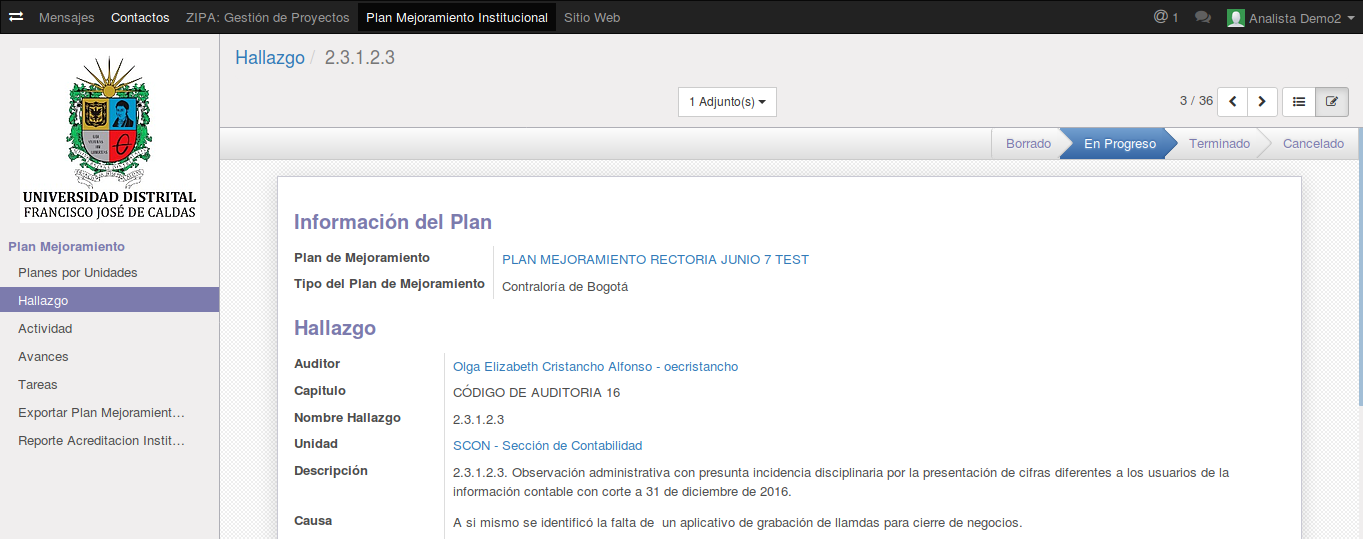 Mensajes Contactos ZIPA: Gestión de Proyectos Plan Mejoramiento Institucional Sitio Web @ 1 Analista Demo2
UNIVERSIDAD DISTRITAL
FRANCISCO JOSÉ DE CALDAS
Plan Mejoramiento
Planes por Unidades
Hallazgo
Actividad
Avances
Tareas
Exportar Plan Mejoramient...
Reporte Acreditacion Instit...
Hallazgo / 2.3.1.2.3
1 Adjunto(s)
3 / 36
Borrado En Progreso Terminado Cancelado
Información del Plan
Plan de Mejoramiento PLAN MEJORAMIENTO RECTORIA JUNIO 7 TEST
Tipo del Plan de Mejoramiento Contraloría de Bogotá
Hallazgo
Auditor Olga Elizabeth Cristancho Alfonso - oecristancho
Capitulo CÓDIGO DE AUDITORIA 16
Nombre Hallazgo 2.3.1.2.3
Unidad SCON - Sección de Contabilidad
Descripción 2.3.1.2.3. Observación administrativa con presunta incidencia disciplinaria por la presentación de cifras diferentes a los usuarios de la
información contable con corte a 31 de diciembre de 2016.
Causa A si mismo se identificó la falta de un aplicativo de grabación de llamdas para cierre de negocios.